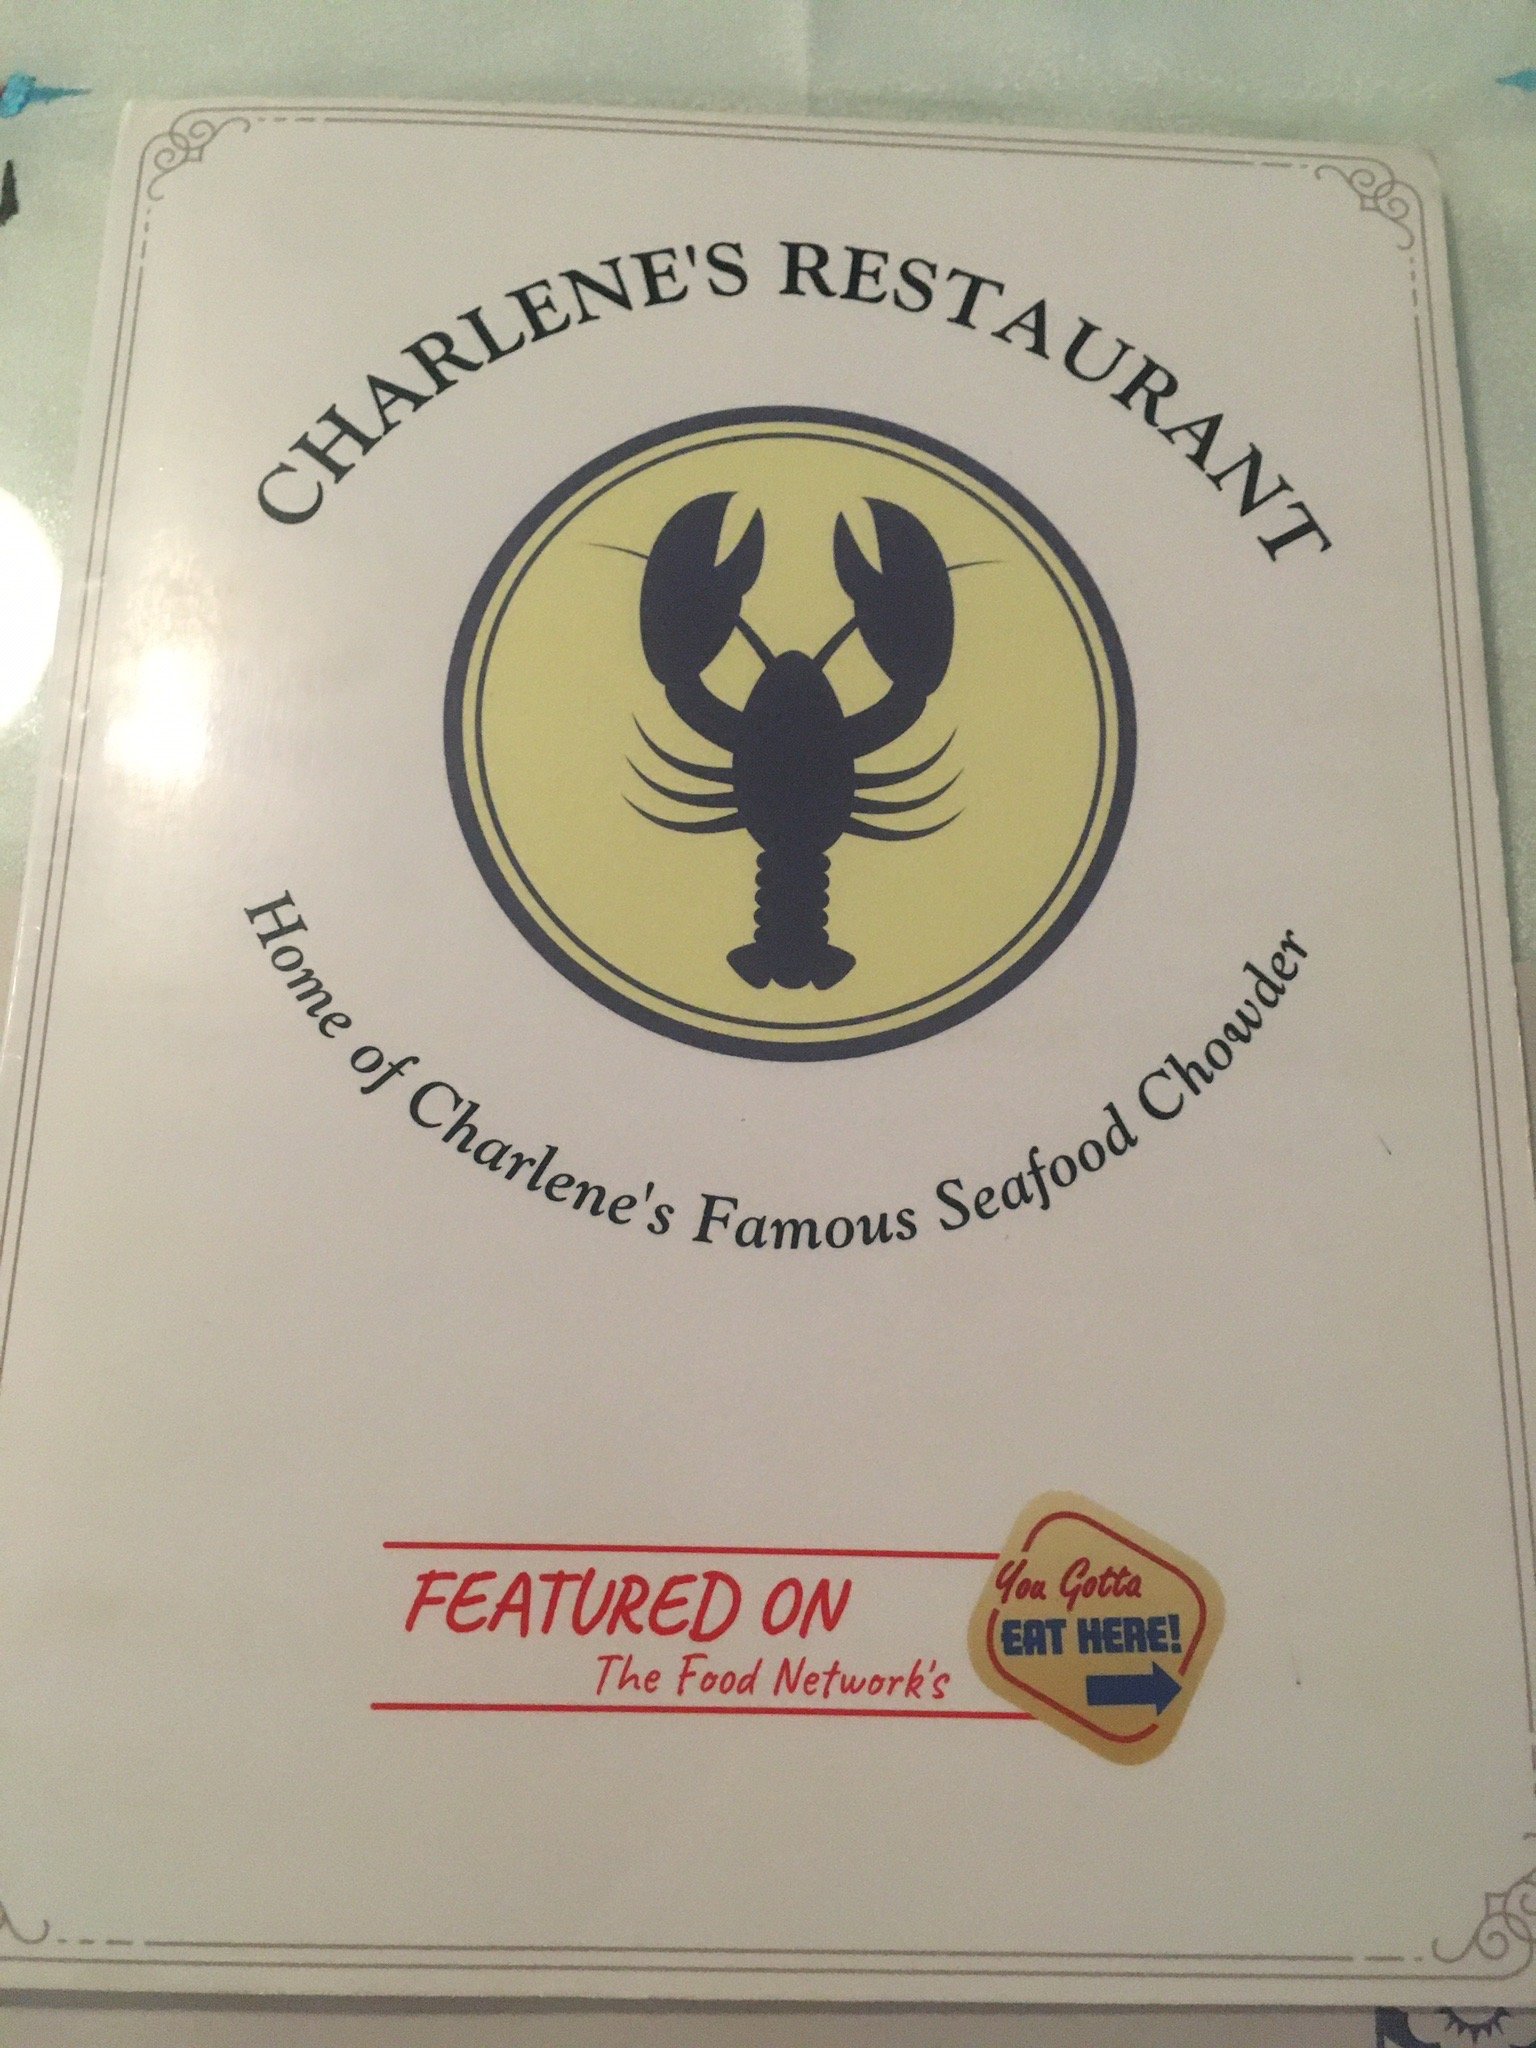 CHARLENE'S RESTAURANT
Home of Charlene's Famous Seafood Chowder
FEATURED ON
The Food Network's
You Gotta
EAT HERE!